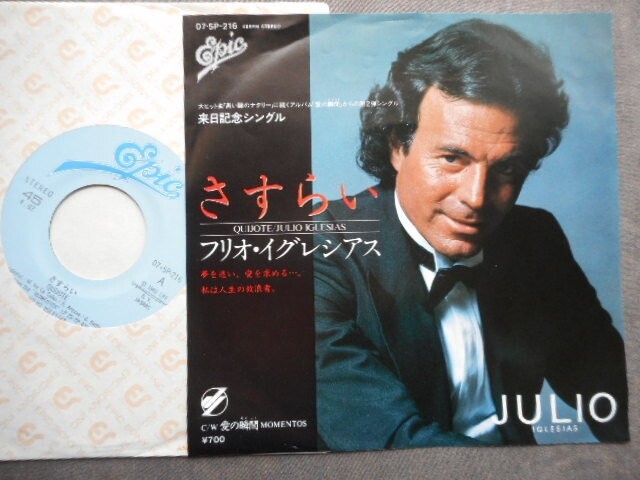 07・5P-216
Epic
大ヒット曲「黒い瞳のナタリー」に続くアルバム「愛の瞬間」からの第2弾シングル
来日記念シングル
さすらい
QUIJOTE/JULIO IGLESIAS
フリオ・イグレシアス
夢を追い、愛を求める…。
私は人生の放浪者。
C/W 愛の瞬間 MOMENTOS
¥700
JULIO
IGLESIAS
Epic
STEREO
45
07・5P-216
A
さすらい
QUIJOTE